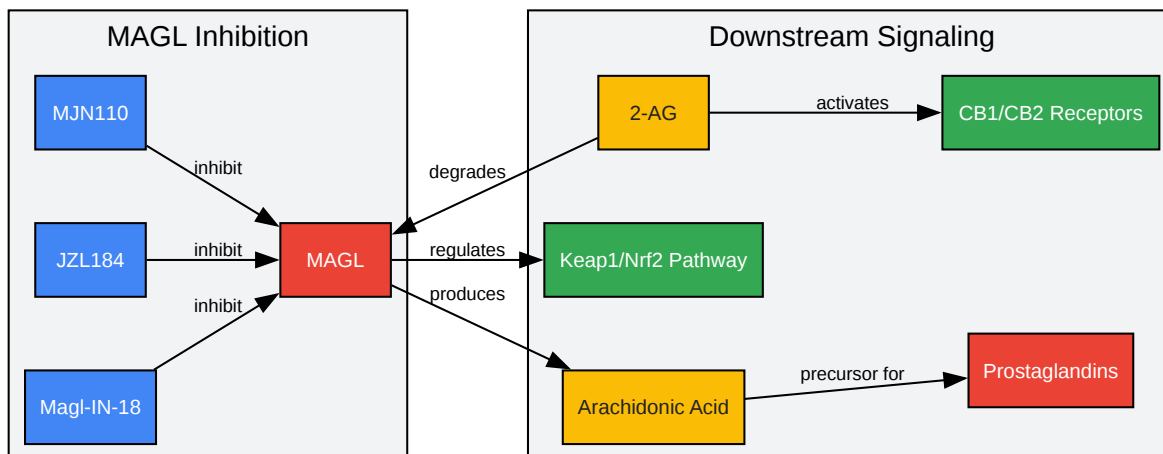 MAGL Inhibition
Downstream Signaling
MJN110
2-AG
activates
CB1/CB2 Receptors
inhibit
degrades
JZL184
inhibit
MAGL
regulates
Keap1/Nrf2 Pathway
inhibit
produces
Magl-IN-18
Arachidonic Acid
precursor for
Prostaglandins